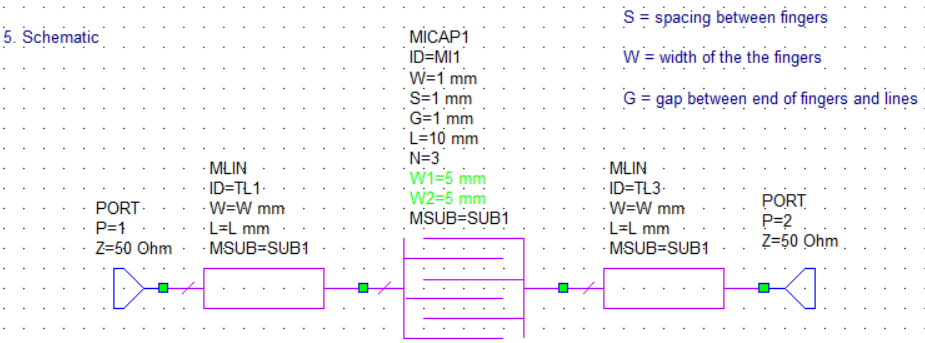 S = spacing between fingers
5. Schematic
MICAP1
ID=MI1
W=1 mm
S=1 mm
G=1 mm
L=10 mm
N=3
W1=5 mm
W2=5 mm
MSUB=SUB1
W = width of the the fingers
G = gap between end of fingers and lines
MLIN
ID=TL1
W=W mm
L=L mm
MSUB=SUB1
MLIN
ID=TL3
W=W mm
L=L mm
MSUB=SUB1
PORT
P=1
Z=50 Ohm
PORT
P=2
Z=50 Ohm